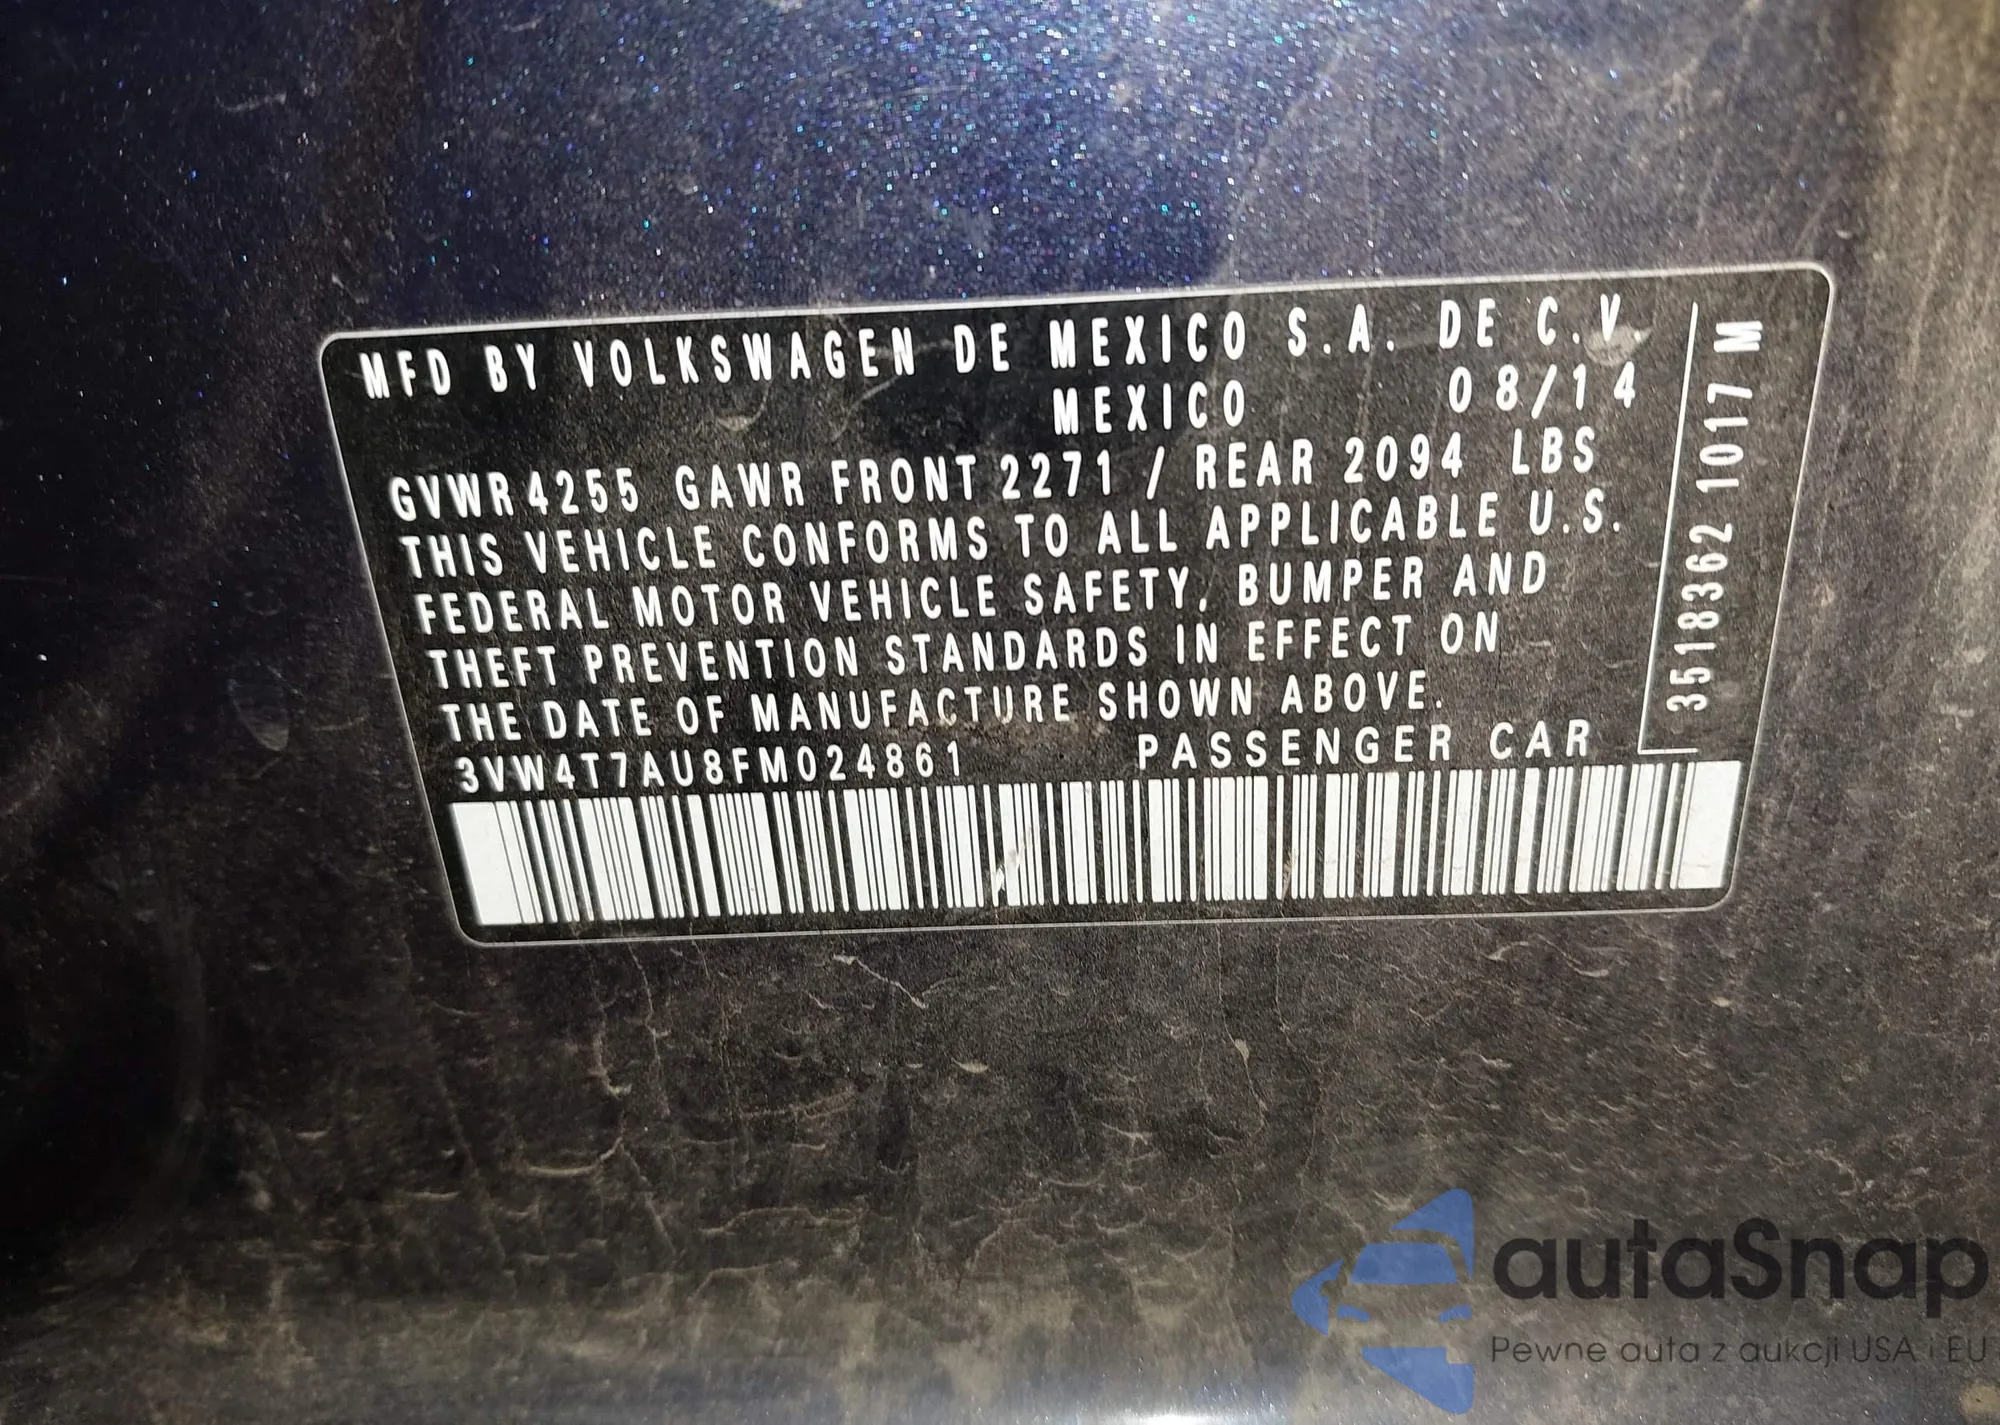 MFD BY VOLKSWAGEN DE MEXICO S.A. DE C.V.
MEXICO 08/14
GVWR 4255 GAWR FRONT 2271 / REAR 2094 LBS
THIS VEHICLE CONFORMS TO ALL APPLICABLE U.S.
FEDERAL MOTOR VEHICLE SAFETY, BUMPER AND
THEFT PREVENTION STANDARDS IN EFFECT ON
THE DATE OF MANUFACTURE SHOWN ABOVE.
3VW4T7AU8FM024861 PASSENGER CAR
3518362 1017 M
autaSnap
Pewne auta z aukcji USA i EU